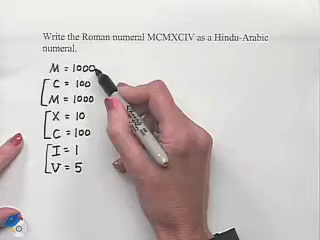 Write the Roman numeral MCMXCIV as a Hindu-Arabic
numeral.
M = 1000
C = 100
M = 1000
X = 10
C = 100
I = 1
V = 5